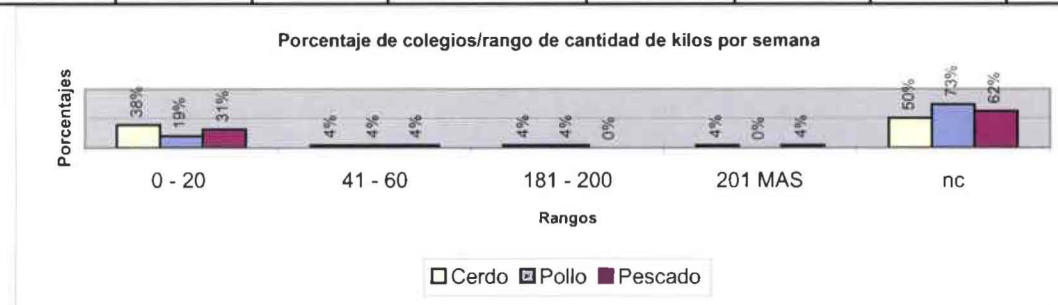 Porcentaje de colegios/rango de cantidad de kilos por semana
Porcentajes
38% 19% 31% 4% 4% 4% 4% 4% 0% 4% 0% 4% 50% 73% 62%
0 - 20 41 - 60 181 - 200 201 MAS nc
Rangos
Cerdo Pollo Pescado